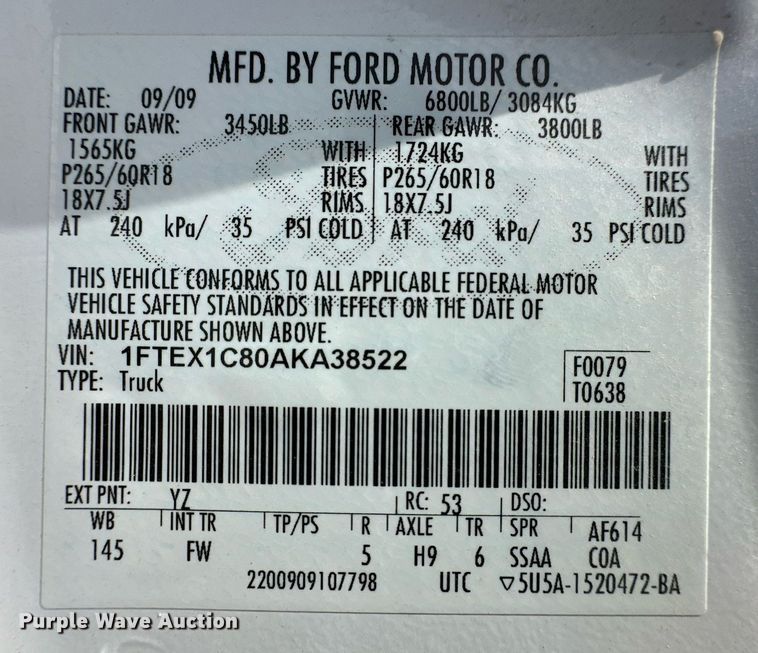 MFD. BY FORD MOTOR CO.
DATE: 09/09 GVWR: 6800LB/ 3084KG
FRONT GAWR: 3450LB REAR GAWR: 3800LB
1565KG WITH 1724KG WITH
P265/60R18 TIRES P265/60R18 TIRES
18X7.5J RIMS 18X7.5J RIMS
AT 240 kPa/ 35 PSI COLD AT 240 kPa/ 35 PSI COLD
THIS VEHICLE CONFORMS TO ALL APPLICABLE FEDERAL MOTOR
VEHICLE SAFETY STANDARDS IN EFFECT ON THE DATE OF
MANUFACTURE SHOWN ABOVE.
VIN: 1FTEX1C80AKA38522 F0079
TYPE: Truck T0638
EXT PNT: YZ RC: 53 DSO:
WB INT TR TP/PS R AXLE TR SPR AF614
145 FW 5 H9 6 SSAA COA
2200909107798 UTC ▽5U5A-1520472-BA
Purple Wave Auction